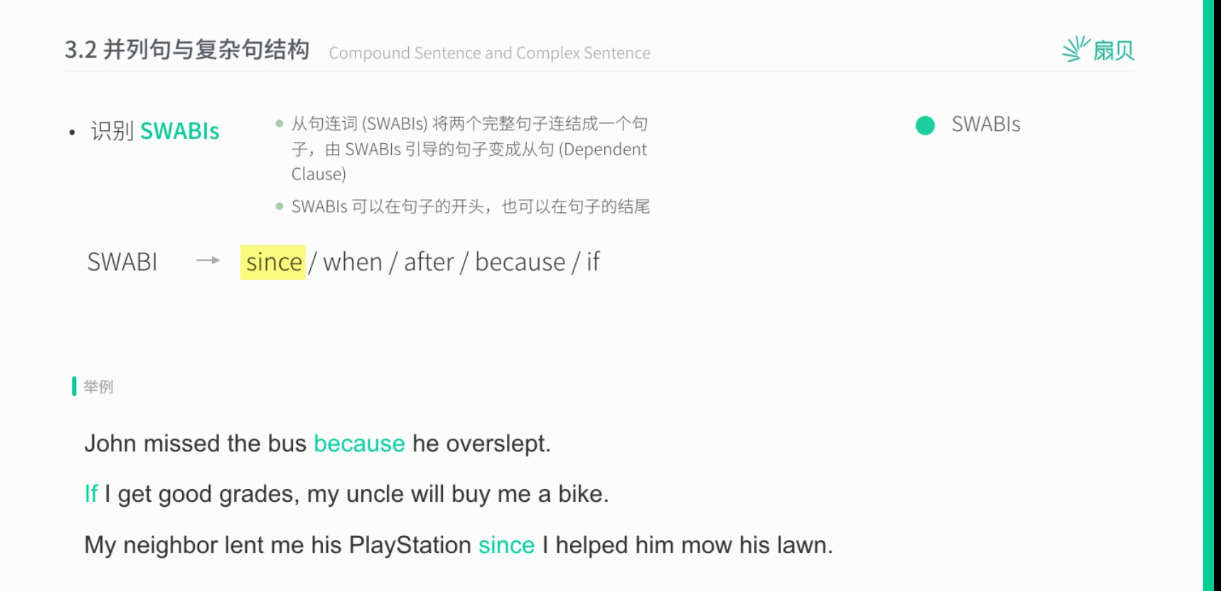 3.2 并列句与复杂句结构 Compound Sentence and Complex Sentence
扇贝
• 识别 SWABIs
从句连词 (SWABIs) 将两个完整句子连结成一个句
子，由 SWABIs 引导的句子变成从句 (Dependent
Clause)
SWABIs 可以在句子的开头，也可以在句子的结尾
SWABIs
SWABI → since / when / after / because / if
举例
John missed the bus because he overslept.
If I get good grades, my uncle will buy me a bike.
My neighbor lent me his PlayStation since I helped him mow his lawn.